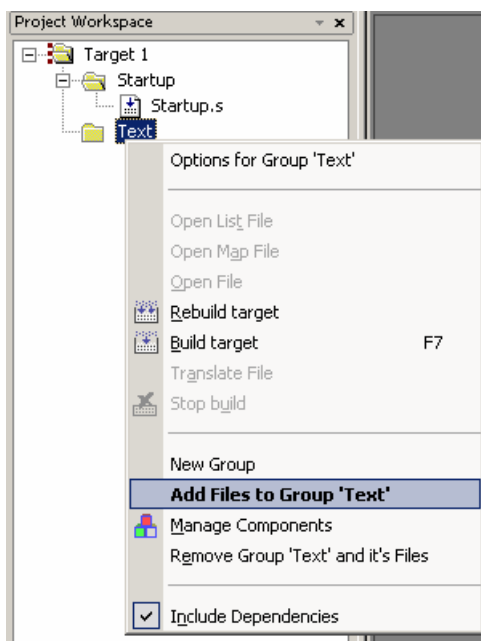 Project Workspace
Target 1
Startup
Startup.s
Text
Options for Group 'Text'
Open List File
Open Map File
Open File
Rebuild target
Build target F7
Translate File
Stop build
New Group
Add Files to Group 'Text'
Manage Components
Remove Group 'Text' and it's Files
Include Dependencies